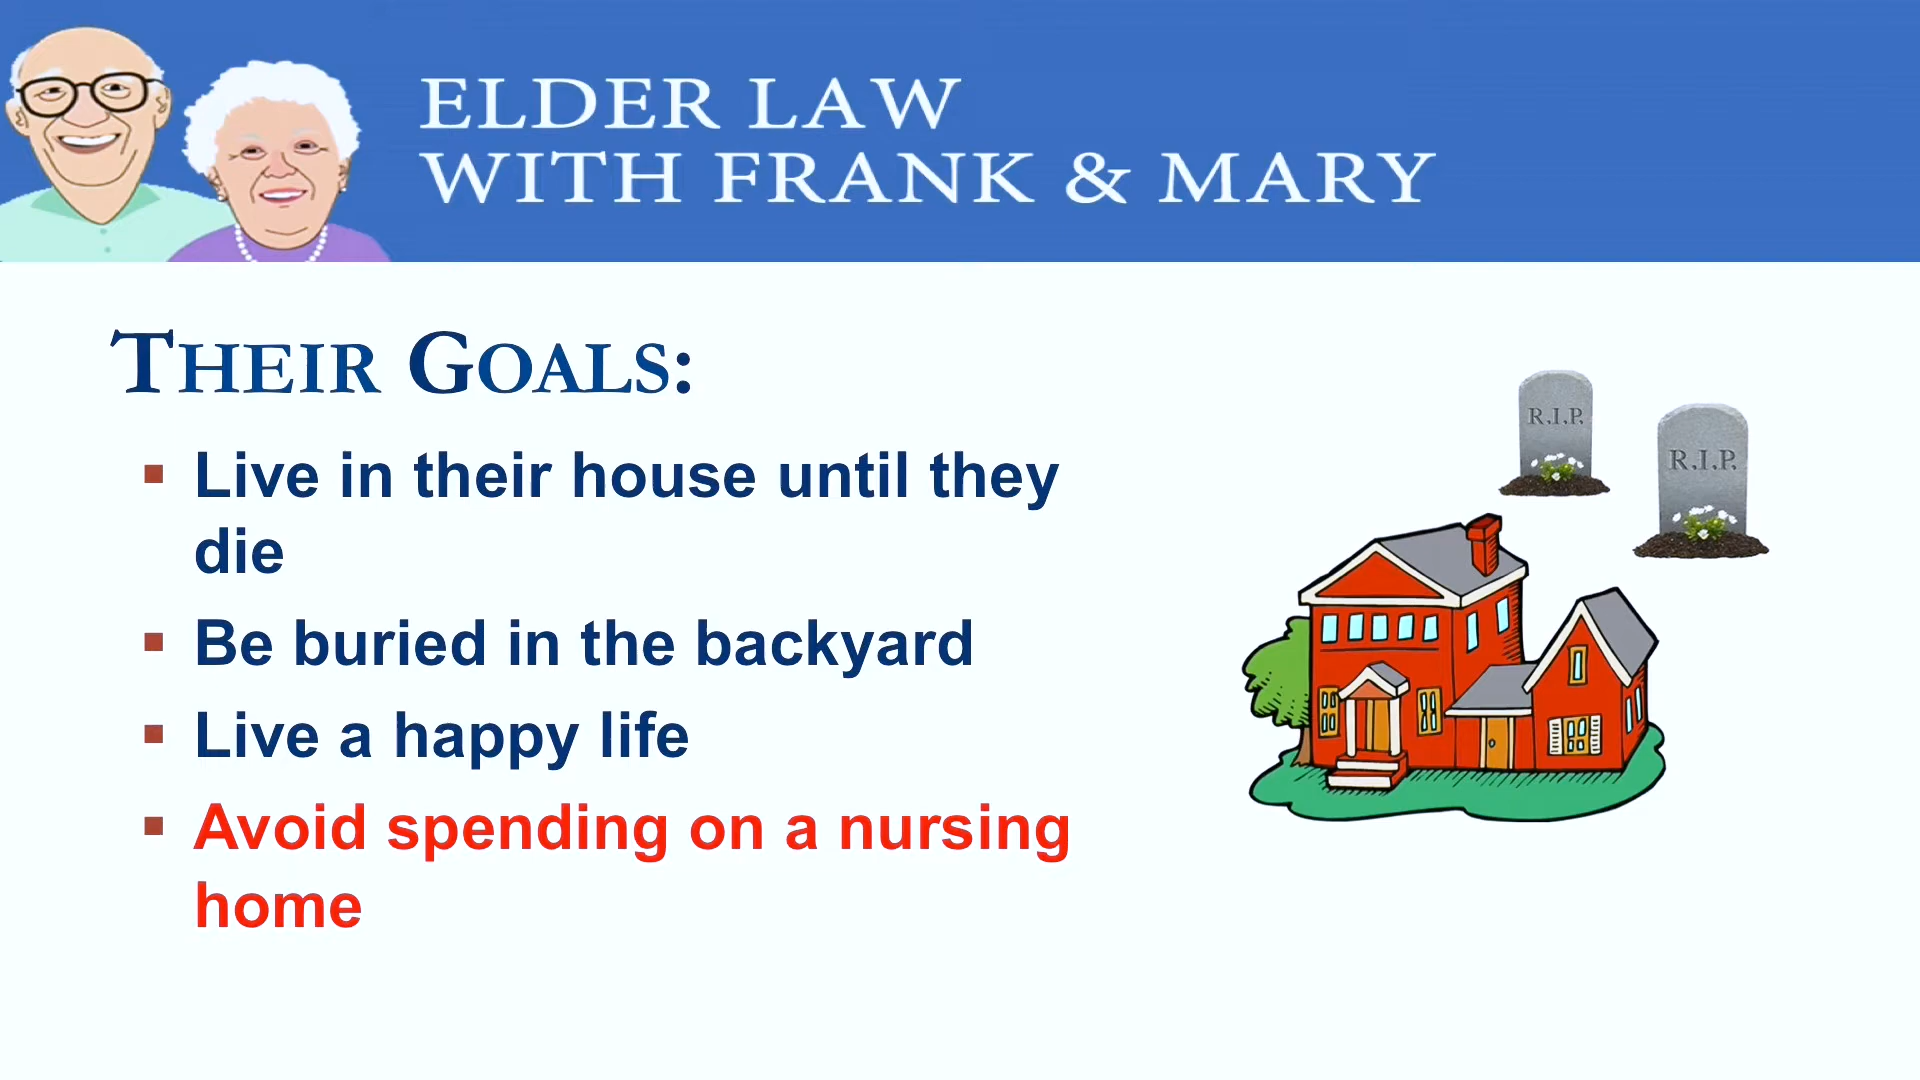 ELDER LAW
WITH FRANK & MARY
THEIR GOALS:
Live in their house until they
die
Be buried in the backyard
Live a happy life
Avoid spending on a nursing
home
R.I.P.
R.I.P.